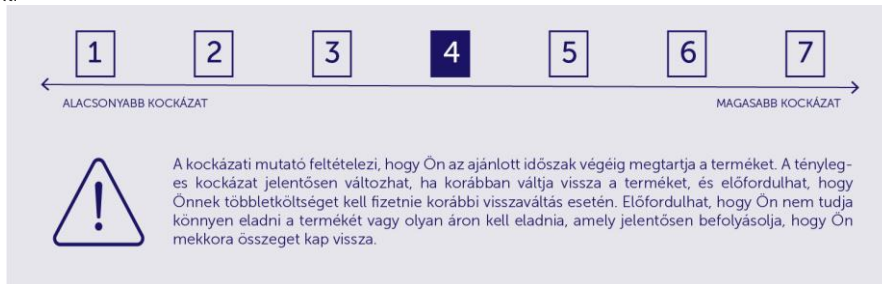 1 2 3 4 5 6 7
ALACSONYABB KOCKÁZAT MAGASABB KOCKÁZAT
A kockázati mutató feltételezi, hogy Ön az ajánlott időszak végéig megtartja a terméket. A tényleg-
es kockázat jelentősen változhat, ha korábban váltja vissza a terméket, és előfordulhat, hogy
Önnek többletköltséget kell fizetnie korábbi visszaváltás esetén. Előfordulhat, hogy Ön nem tudja
könnyen eladni a termékét vagy olyan áron kell eladnia, amely jelentősen befolyásolja, hogy Ön
mekkora összeget kap vissza.